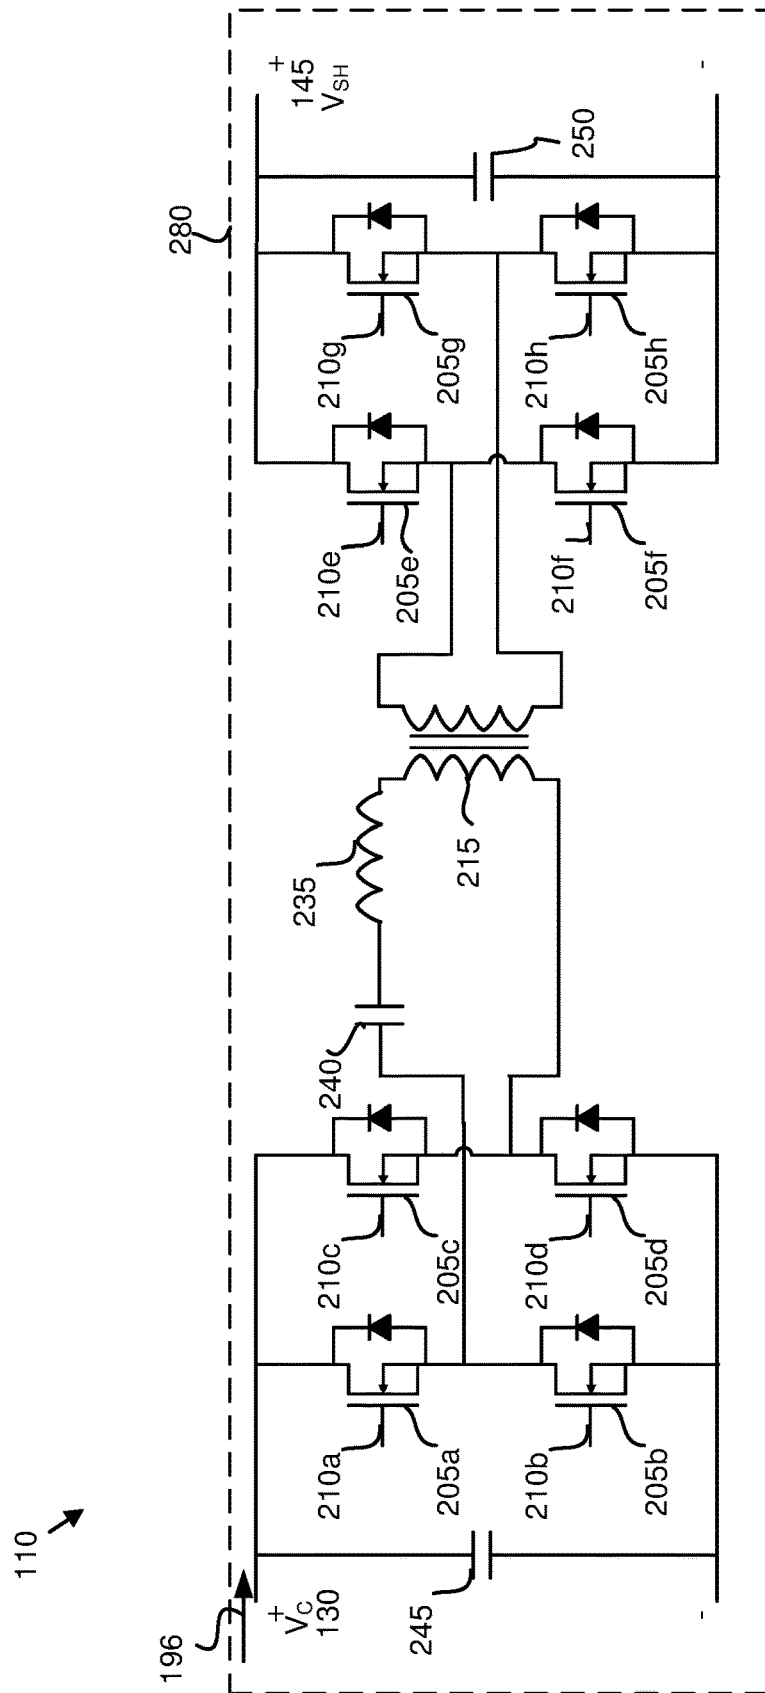 110
196
+
V_C
130
-
245
210a
205a
210b
205b
210c
205c
210d
205d
240
235
215
210e
205e
210f
205f
210g
205g
210h
205h
280
250
+
145
V_SH
-